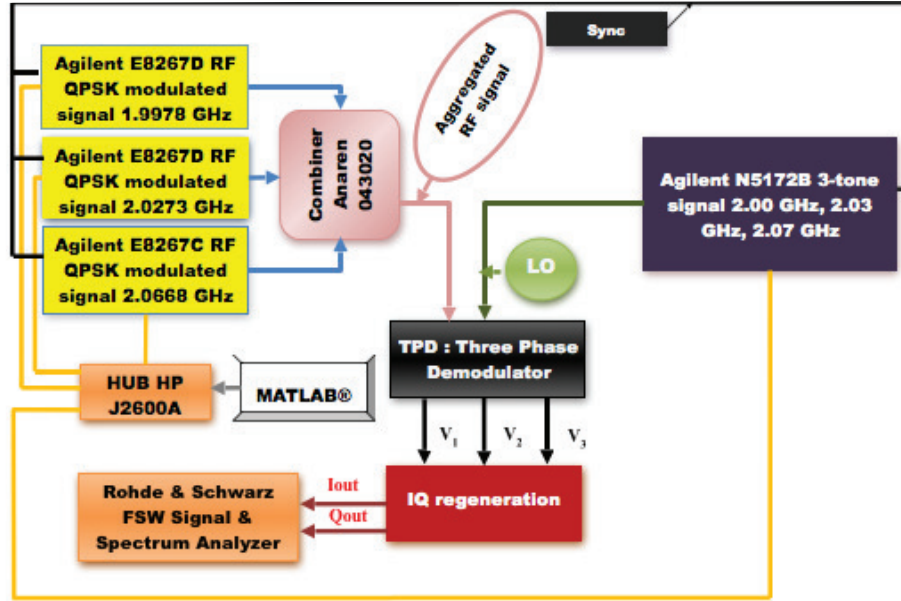 Sync
Agilent E8267D RF
QPSK modulated
signal 1.9978 GHz
Agilent E8267D RF
QPSK modulated
signal 2.0273 GHz
Agilent E8267C RF
QPSK modulated
signal 2.0668 GHz
Combiner
Anaren
043020
Aggregated
RF signal
Agilent N5172B 3-tone
signal 2.00 GHz, 2.03
GHz, 2.07 GHz
LO
TPD : Three Phase
Demodulator
HUB HP
J2600A
MATLAB®
V1
V2
V3
IQ regeneration
Iout
Qout
Rohde & Schwarz
FSW Signal &
Spectrum Analyzer